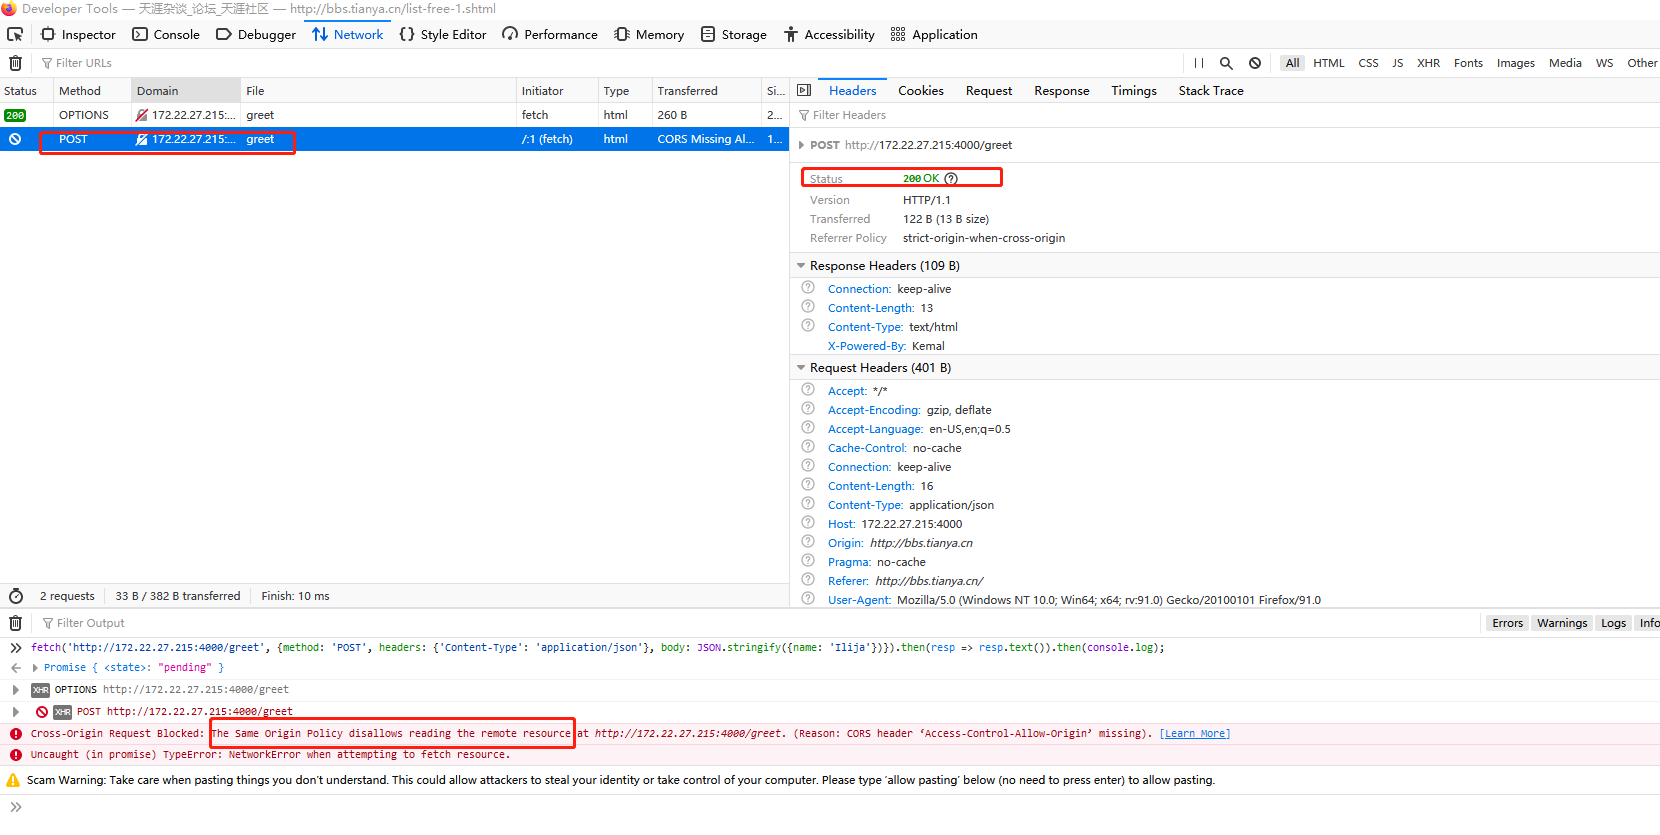 Developer Tools — 天涯杂谈_论坛_天涯社区 — http://bbs.tianya.cn/list-free-1.shtml
Inspector Console Debugger Network Style Editor Performance Memory Storage Accessibility Application
Filter URLs
All HTML CSS JS XHR Fonts Images Media WS Other
Status Method Domain File Initiator Type Transferred Si...
200 OPTIONS 172.22.27.215:... greet fetch html 260 B 2...
POST 172.22.27.215:... greet /:1 (fetch) html CORS Missing Al... 1...
2 requests 33 B / 382 B transferred Finish: 10 ms
Headers Cookies Request Response Timings Stack Trace
Filter Headers
POST http://172.22.27.215:4000/greet
Status 200 OK
Version HTTP/1.1
Transferred 122 B (13 B size)
Referrer Policy strict-origin-when-cross-origin
Response Headers (109 B)
Connection: keep-alive
Content-Length: 13
Content-Type: text/html
X-Powered-By: Kemal
Request Headers (401 B)
Accept: */*
Accept-Encoding: gzip, deflate
Accept-Language: en-US,en;q=0.5
Cache-Control: no-cache
Connection: keep-alive
Content-Length: 16
Content-Type: application/json
Host: 172.22.27.215:4000
Origin: http://bbs.tianya.cn
Pragma: no-cache
Referer: http://bbs.tianya.cn/
User-Agent: Mozilla/5.0 (Windows NT 10.0; Win64; x64; rv:91.0) Gecko/20100101 Firefox/91.0
Filter Output
Errors Warnings Logs Info
fetch('http://172.22.27.215:4000/greet', {method: 'POST', headers: {'Content-Type': 'application/json'}, body: JSON.stringify({name: 'Ilija'})}).then(resp => resp.text()).then(console.log);
Promise { <state>: "pending" }
XHR OPTIONS http://172.22.27.215:4000/greet
XHR POST http://172.22.27.215:4000/greet
Cross-Origin Request Blocked: The Same Origin Policy disallows reading the remote resource at http://172.22.27.215:4000/greet. (Reason: CORS header ‘Access-Control-Allow-Origin’ missing). [Learn More]
Uncaught (in promise) TypeError: NetworkError when attempting to fetch resource.
Scam Warning: Take care when pasting things you don’t understand. This could allow attackers to steal your identity or take control of your computer. Please type ‘allow pasting’ below (no need to press enter) to allow pasting.